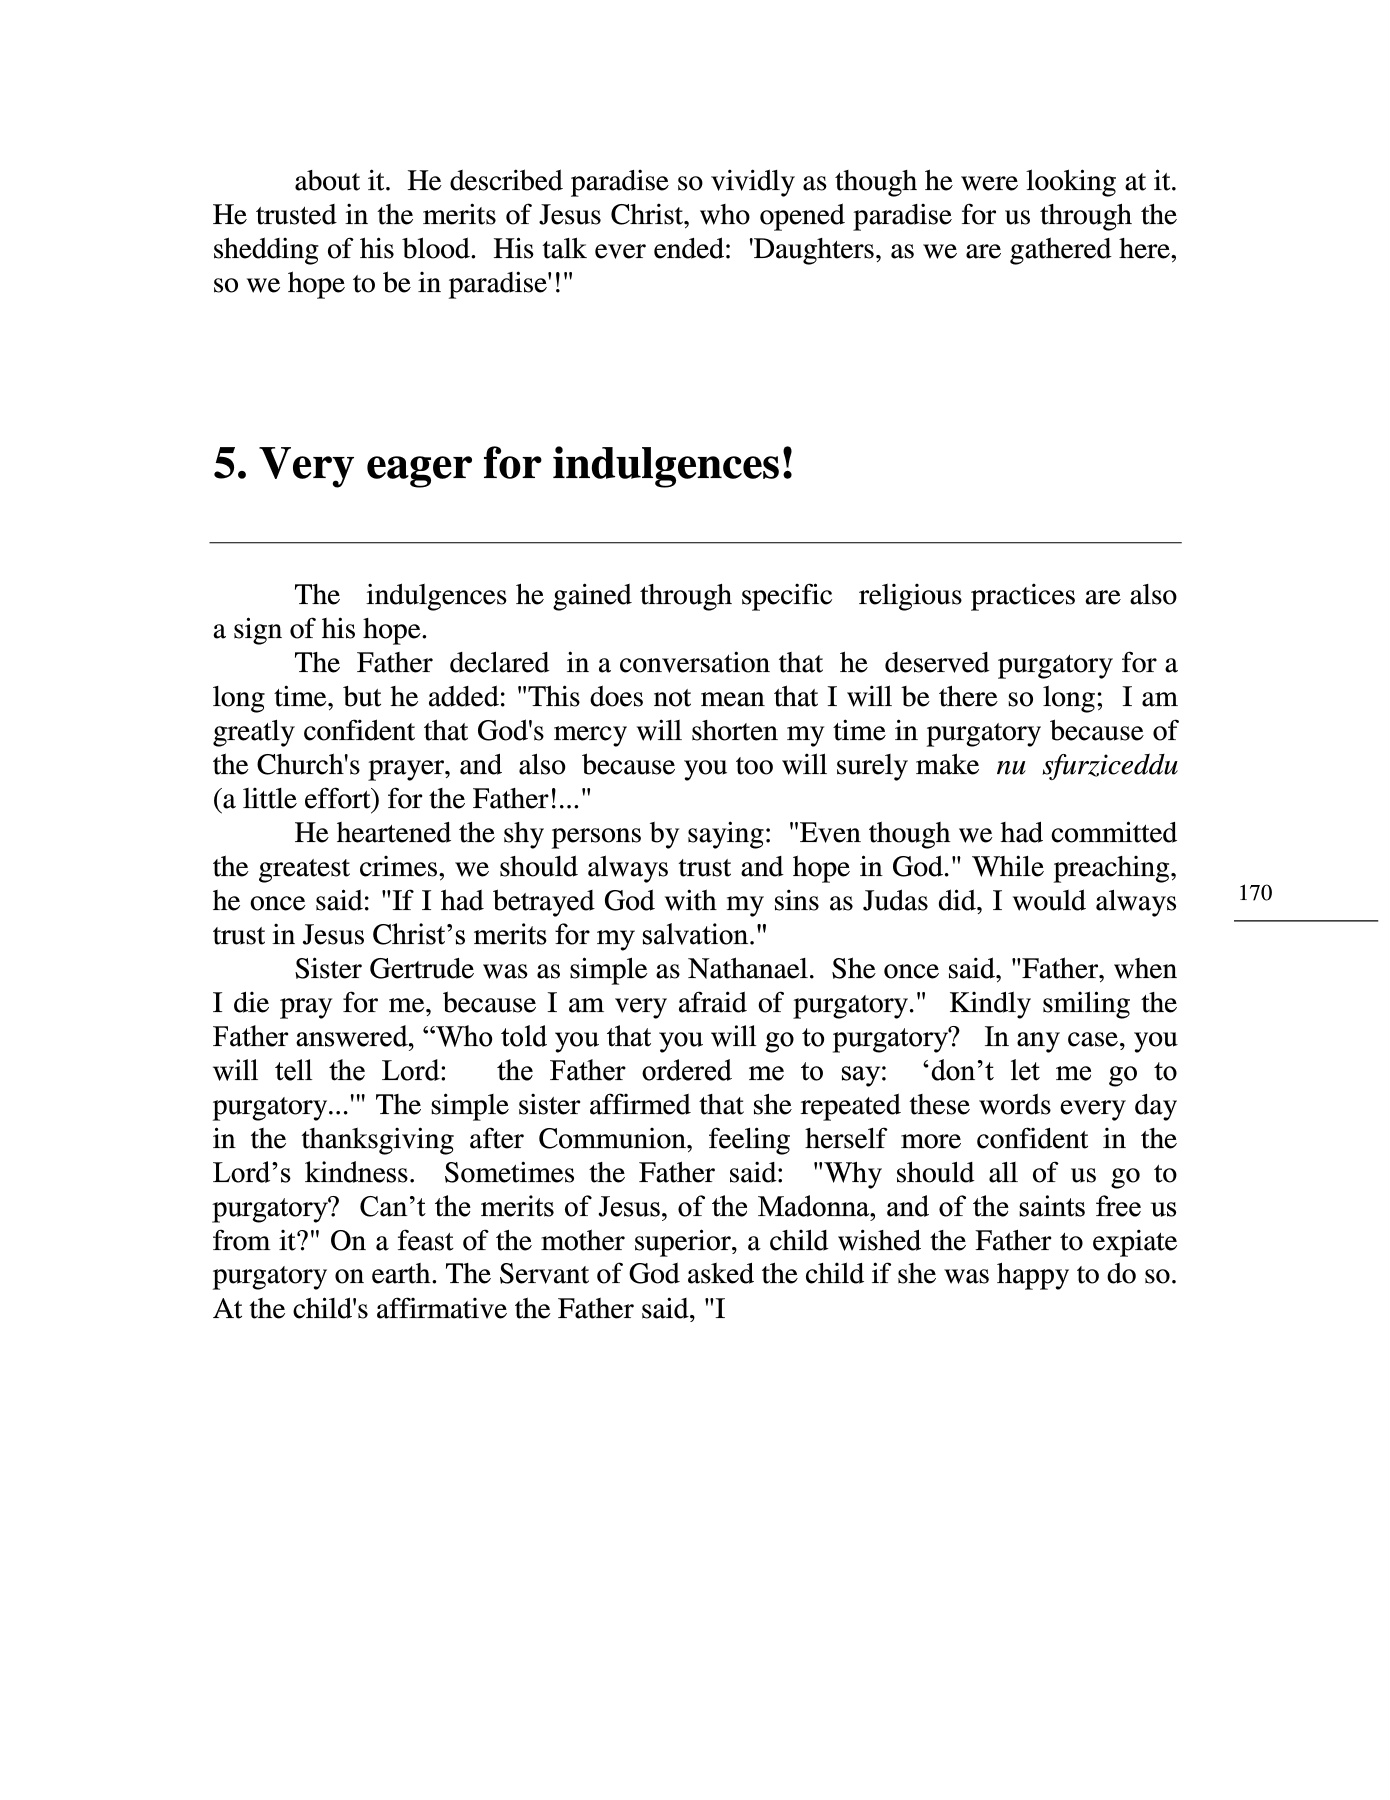 about it. He described paradise so vividly as though he were looking at it.
He trusted in the merits of Jesus Christ, who opened paradise for us through the
shedding of his blood. His talk ever ended: 'Daughters, as we are gathered here,
so we hope to be in paradise'!"
5. Very eager for indulgences!
The indulgences he gained through specific religious practices are also
a sign of his hope.
The Father declared in a conversation that he deserved purgatory for a
long time, but he added: "This does not mean that I will be there so long; I am
greatly confident that God's mercy will shorten my time in purgatory because of
the Church's prayer, and also because you too will surely make nu sfurziceddu
(a little effort) for the Father!..."
He heartened the shy persons by saying: "Even though we had committed
the greatest crimes, we should always trust and hope in God." While preaching,
he once said: "If I had betrayed God with my sins as Judas did, I would always
trust in Jesus Christ’s merits for my salvation."
Sister Gertrude was as simple as Nathanael. She once said, "Father, when
I die pray for me, because I am very afraid of purgatory." Kindly smiling the
Father answered, “Who told you that you will go to purgatory? In any case, you
will tell the Lord: the Father ordered me to say: ‘don’t let me go to
purgatory...'" The simple sister affirmed that she repeated these words every day
in the thanksgiving after Communion, feeling herself more confident in the
Lord’s kindness. Sometimes the Father said: "Why should all of us go to
purgatory? Can’t the merits of Jesus, of the Madonna, and of the saints free us
from it?" On a feast of the mother superior, a child wished the Father to expiate
purgatory on earth. The Servant of God asked the child if she was happy to do so.
At the child's affirmative the Father said, "I
170